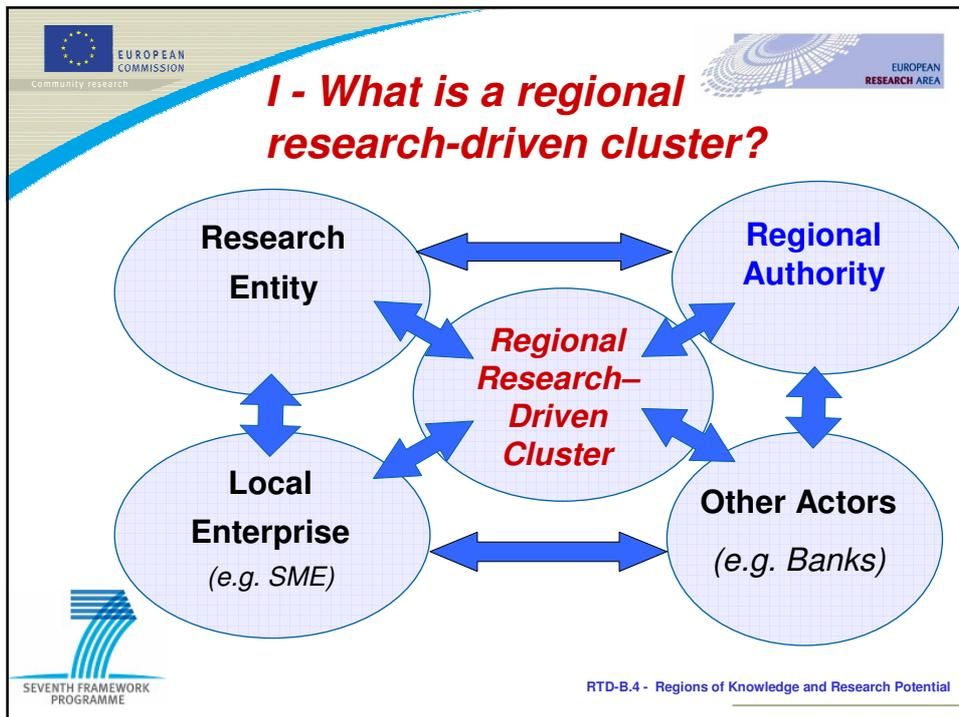 EUROPEAN
COMMISSION
Community research
EUROPEAN
RESEARCH AREA
I - What is a regional
research-driven cluster?
Research
Entity
Regional
Authority
Regional
Research–
Driven
Cluster
Local
Enterprise
(e.g. SME)
Other Actors
(e.g. Banks)
SEVENTH FRAMEWORK
PROGRAMME
RTD-B.4 - Regions of Knowledge and Research Potential